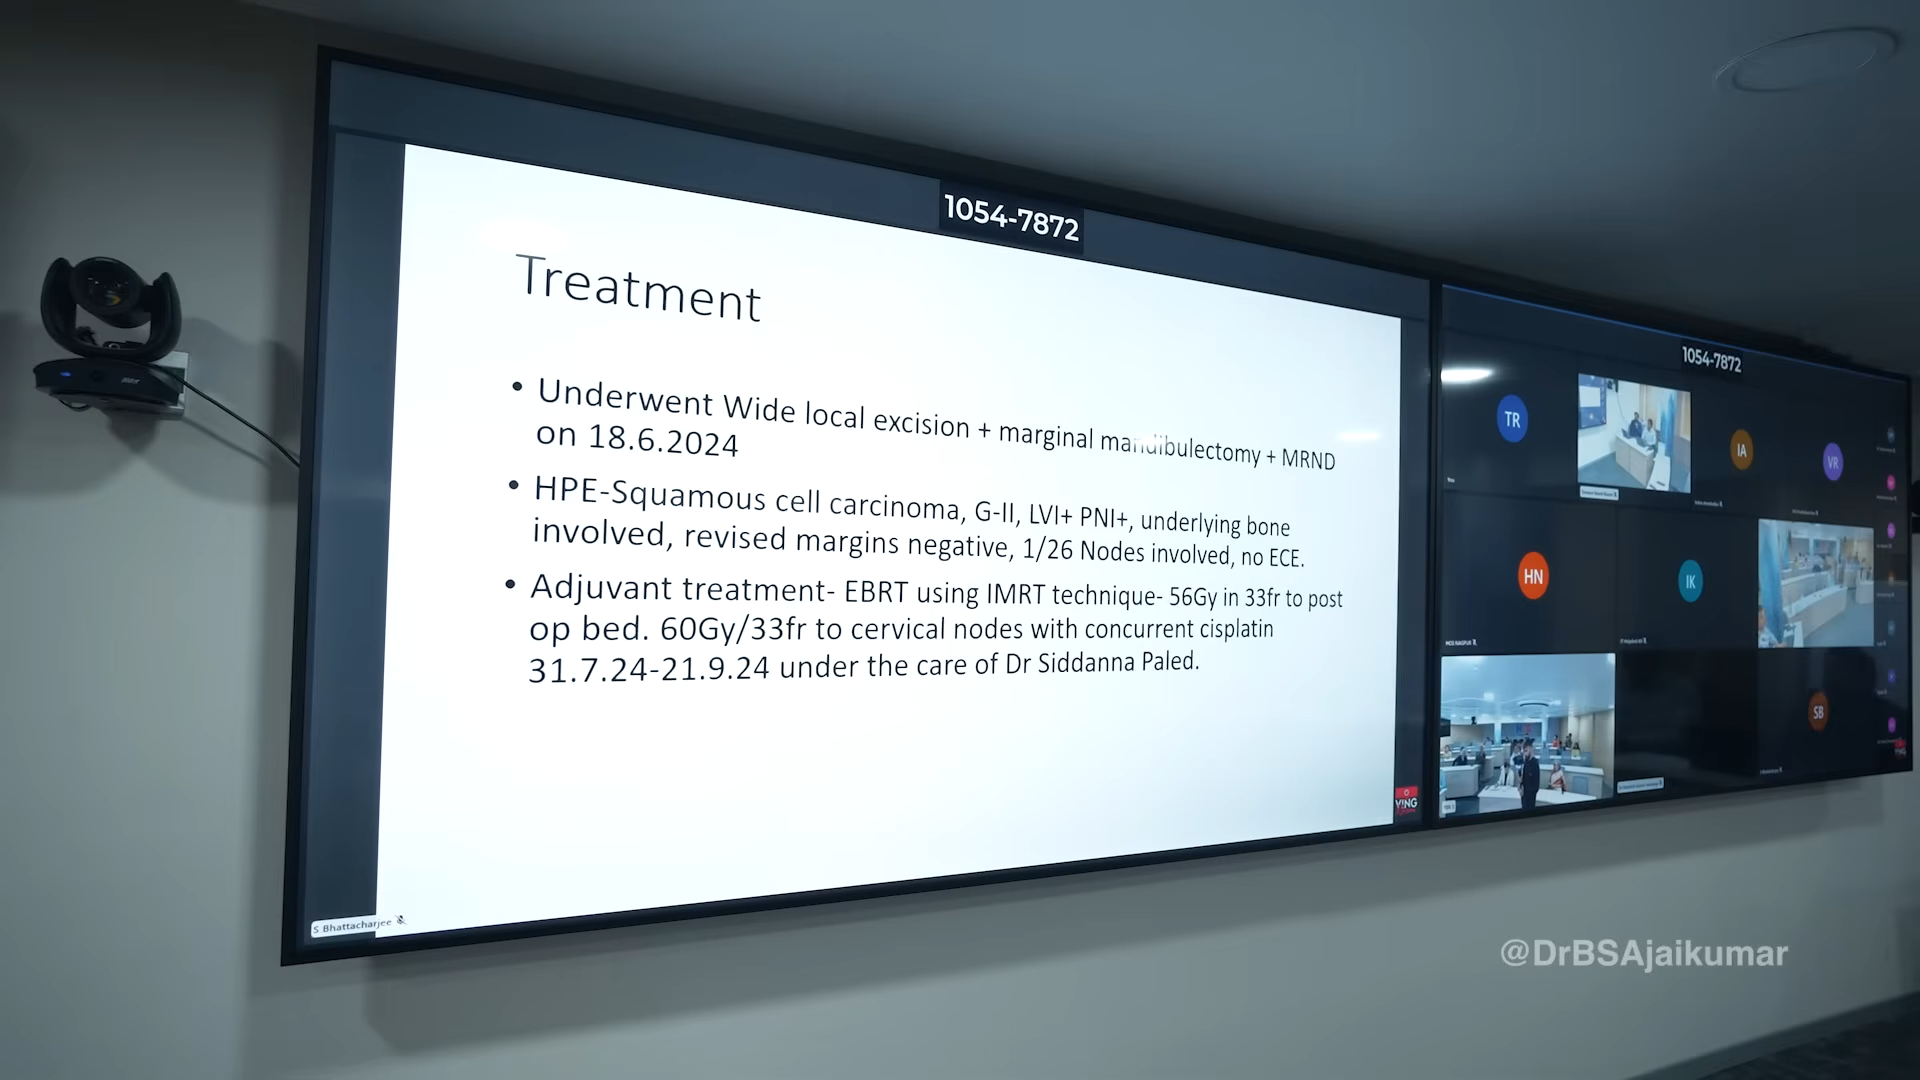 1054-7872
Treatment
• Underwent Wide local excision + marginal mandibulectomy + MRND
on 18.6.2024
• HPE-Squamous cell carcinoma, G-II, LVI+ PNI+, underlying bone
involved, revised margins negative, 1/26 Nodes involved, no ECE.
• Adjuvant treatment- EBRT using IMRT technique- 56Gy in 33fr to post
op bed. 60Gy/33fr to cervical nodes with concurrent cisplatin
31.7.24-21.9.24 under the care of Dr Siddanna Paled.
S Bhattacharjee
VING
1054-7872
TR
IA
VR
HN
IK
SB
@DrBSAjaikumar